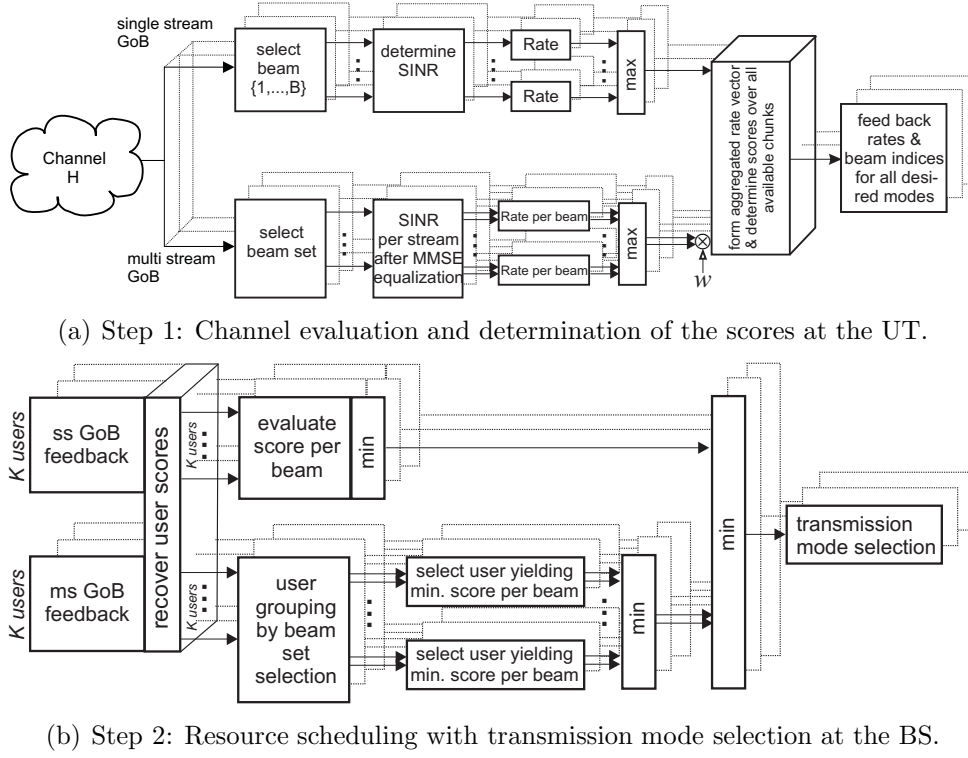 single stream
GoB
select
beam
{1,...,B}
determine
SINR
Rate
Rate
max
Channel
H
multi stream
GoB
select
beam set
SINR
per stream
after MMSE
equalization
Rate per beam
Rate per beam
max
w
form aggregated rate vector
& determine scores over all
available chunks
feed back
rates &
beam indices
for all desi-
red modes
(a) Step 1: Channel evaluation and determination of the scores at the UT.
K users
ss GoB
feedback
K users
ms GoB
feedback
recover user scores
K users
K users
evaluate
score per
beam
min
user
grouping
by beam
set
selection
select user yielding
min. score per beam
select user yielding
min. score per beam
min
min
transmission
mode selection
(b) Step 2: Resource scheduling with transmission mode selection at the BS.